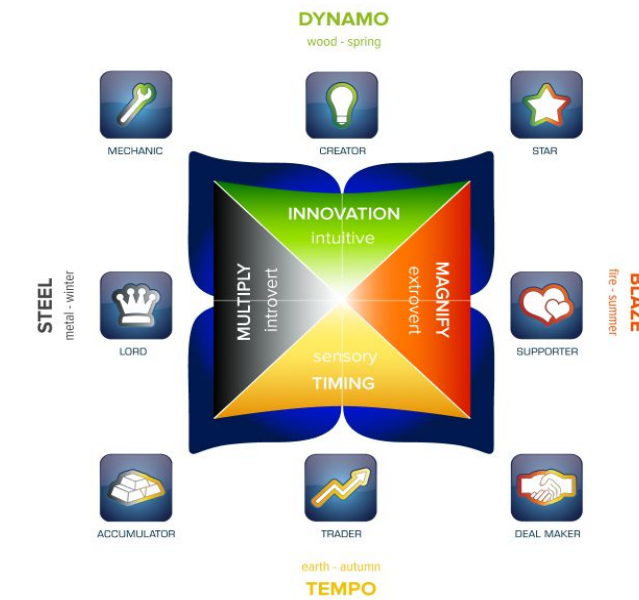 DYNAMO
wood - spring
MECHANIC
CREATOR
STAR
INNOVATION
intuitive
STEEL
metal - winter
MULTIPLY
introvert
MAGNIFY
extrovert
BLAZE
fire - summer
LORD
SUPPORTER
sensory
TIMING
ACCUMULATOR
TRADER
DEAL MAKER
earth - autumn
TEMPO